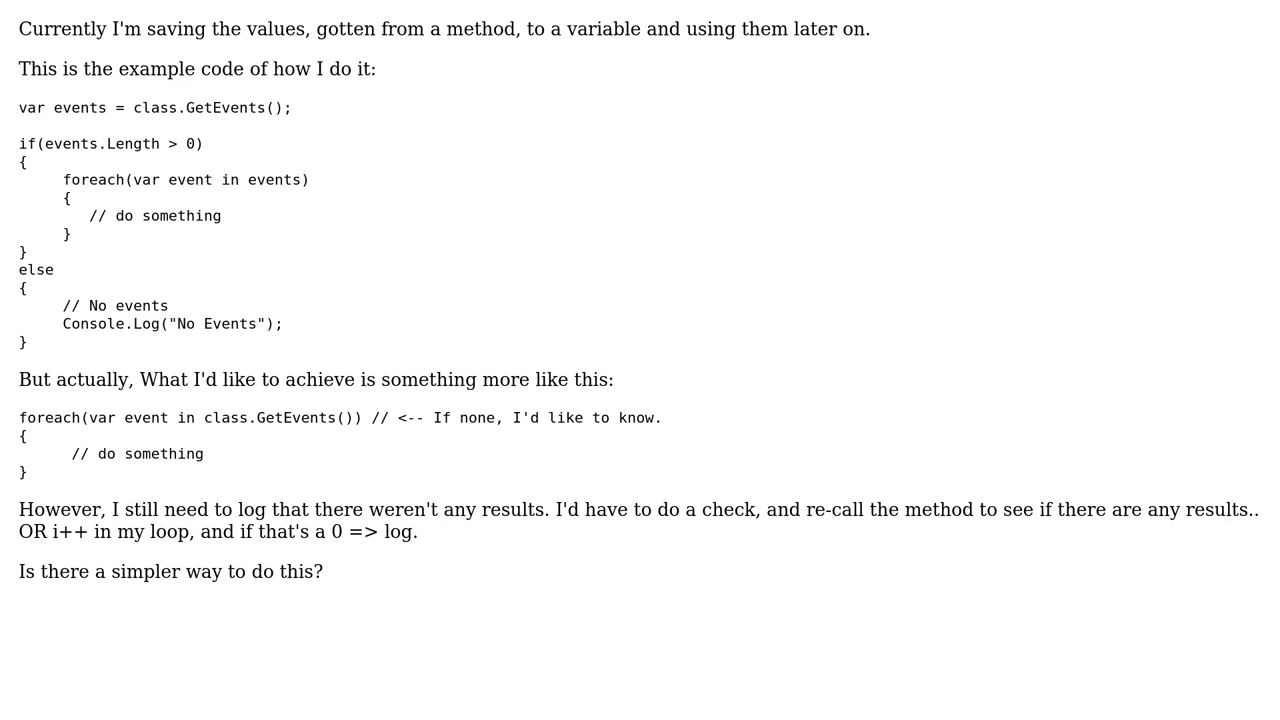 Currently I'm saving the values, gotten from a method, to a variable and using them later on.
This is the example code of how I do it:
var events = class.GetEvents();
if(events.Length > 0)
{
     foreach(var event in events)
     {
        // do something
     }
}
else
{
     // No events
     Console.Log("No Events");
}
But actually, What I'd like to achieve is something more like this:
foreach(var event in class.GetEvents()) // <-- If none, I'd like to know.
{
      // do something
}
However, I still need to log that there weren't any results. I'd have to do a check, and re-call the method to see if there are any results..
OR i++ in my loop, and if that's a 0 => log.
Is there a simpler way to do this?